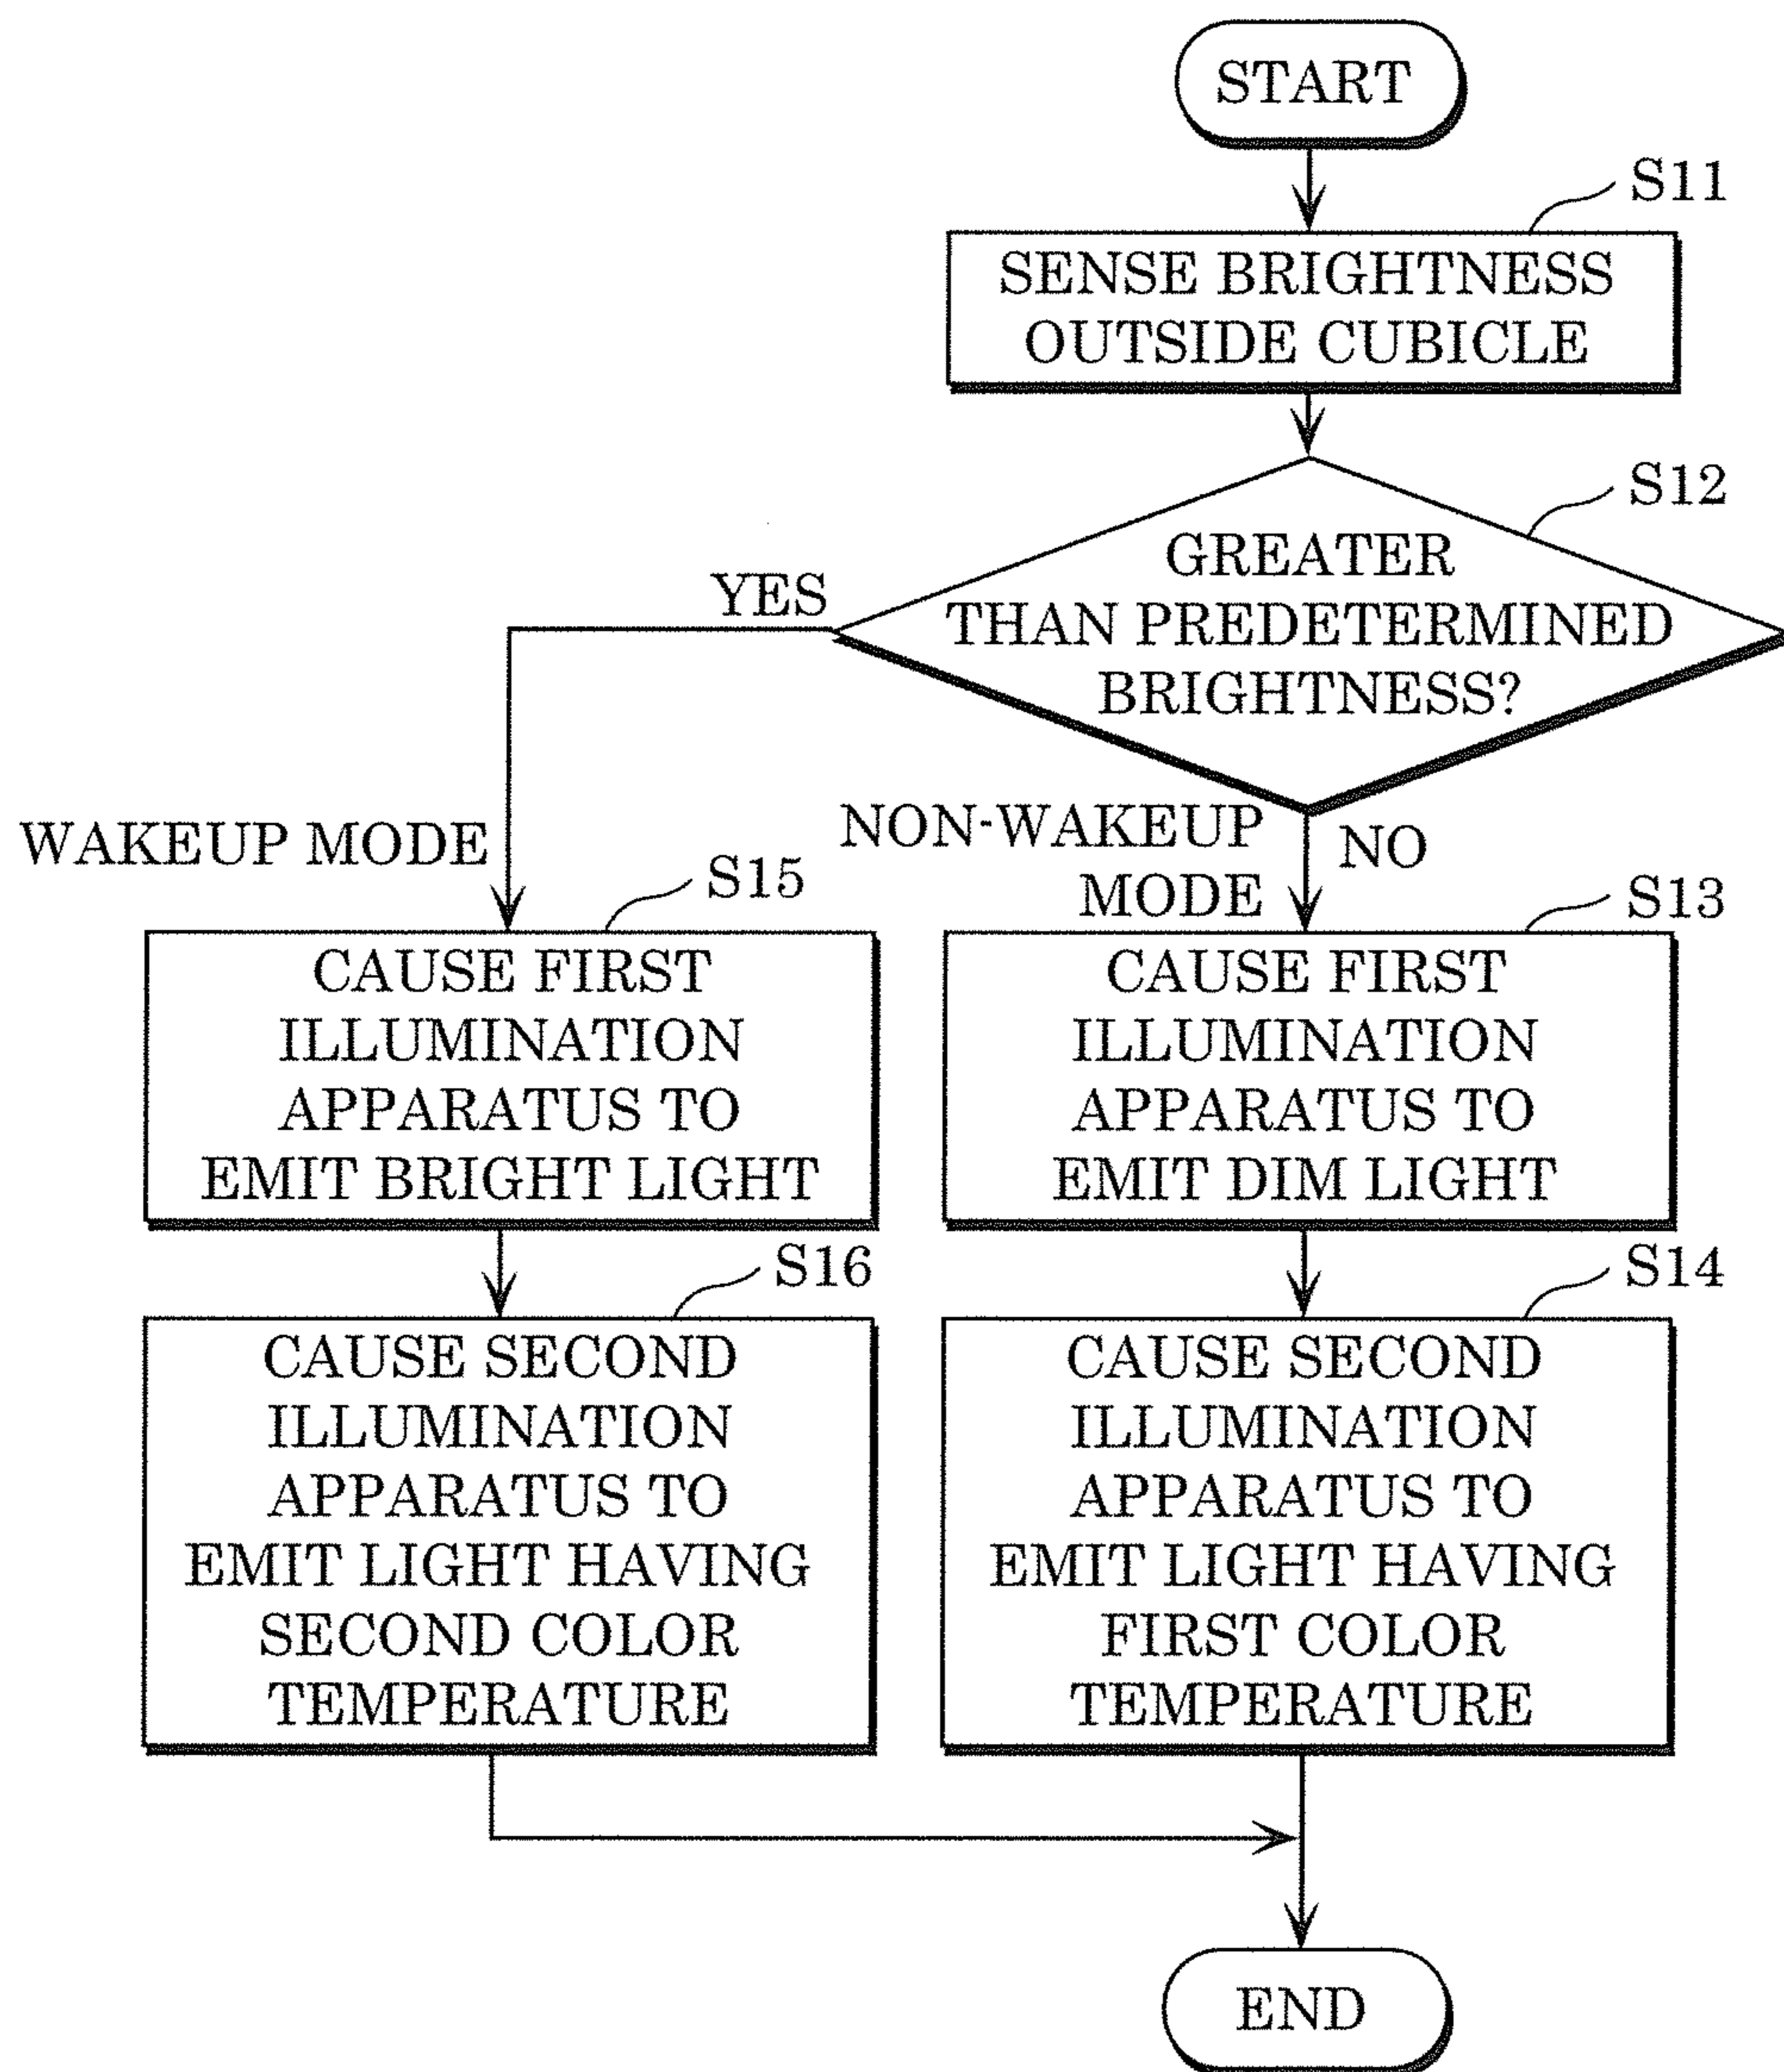 START
S11
SENSE BRIGHTNESS
OUTSIDE CUBICLE
S12
GREATER
THAN PREDETERMINED
BRIGHTNESS?
YES
WAKEUP MODE
NON-WAKEUP
MODE
NO
S15
CAUSE FIRST
ILLUMINATION
APPARATUS TO
EMIT BRIGHT LIGHT
S13
CAUSE FIRST
ILLUMINATION
APPARATUS TO
EMIT DIM LIGHT
S16
CAUSE SECOND
ILLUMINATION
APPARATUS TO
EMIT LIGHT HAVING
SECOND COLOR
TEMPERATURE
S14
CAUSE SECOND
ILLUMINATION
APPARATUS TO
EMIT LIGHT HAVING
FIRST COLOR
TEMPERATURE
END